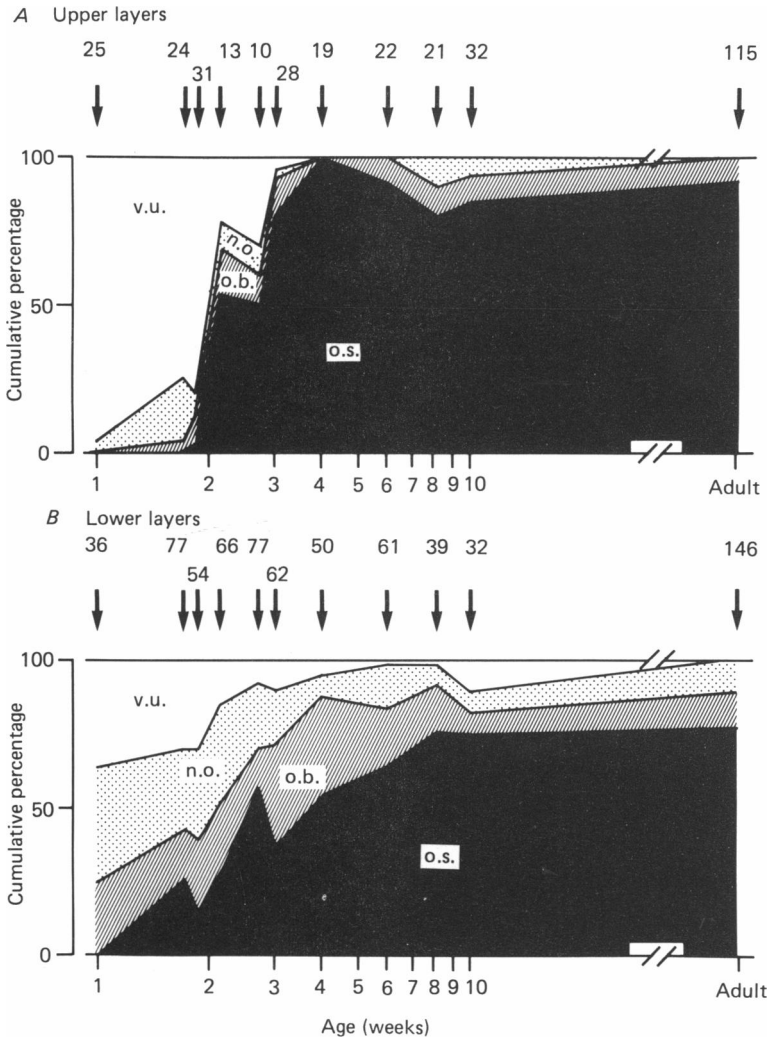 A Upper layers
25 24 13 10 19 22 21 32 115
31 28
100
v.u.
n.o.
o.b.
50
o.s.
Cumulative percentage
0
1 2 3 4 5 6 7 8 9 10 Adult
B Lower layers
36 77 66 77 50 61 39 32 146
54 62
100
v.u.
n.o.
o.b.
50
o.s.
Cumulative percentage
0
1 2 3 4 5 6 7 8 9 10 Adult
Age (weeks)